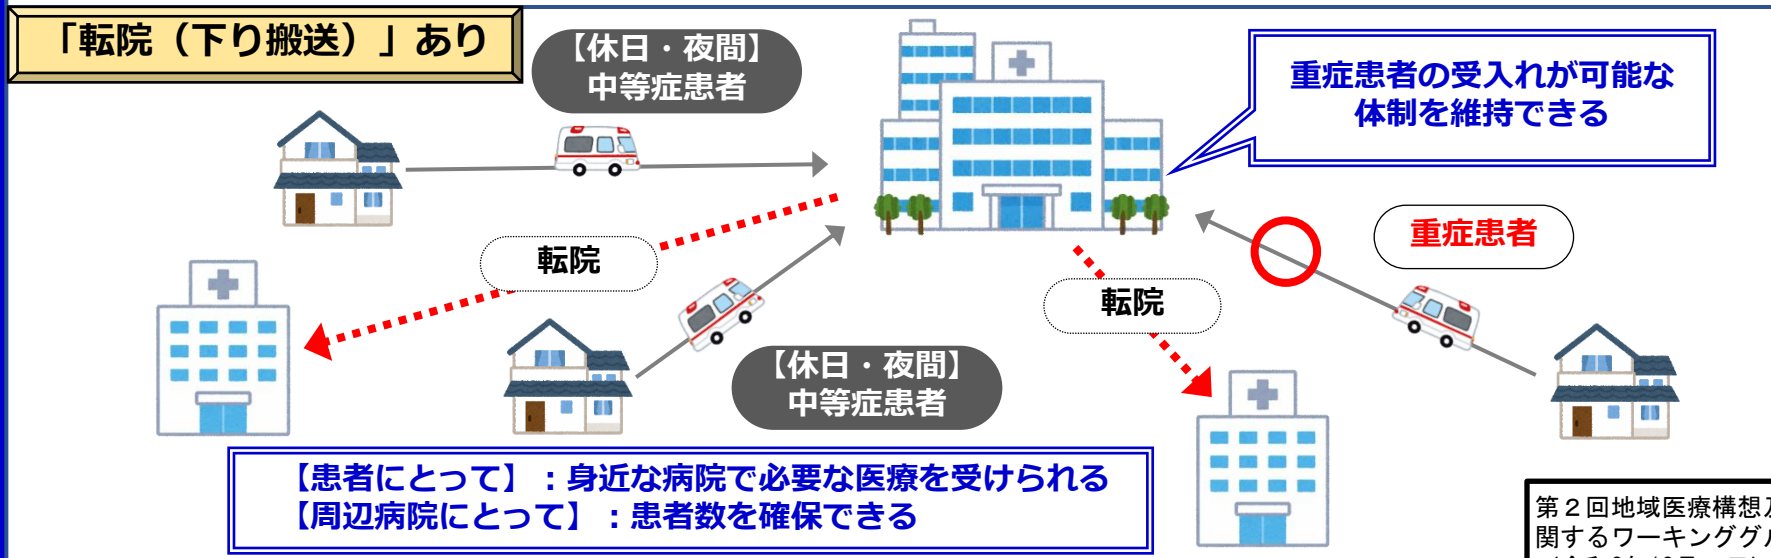 「転院（下り搬送）」あり
【休日・夜間】
中等症患者
重症患者の受入れが可能な
体制を維持できる
重症患者
転院
転院
【休日・夜間】
中等症患者
【患者にとって】：身近な病院で必要な医療を受けられる
【周辺病院にとって】：患者数を確保できる
第２回地域医療構想及
関するワーキンググル